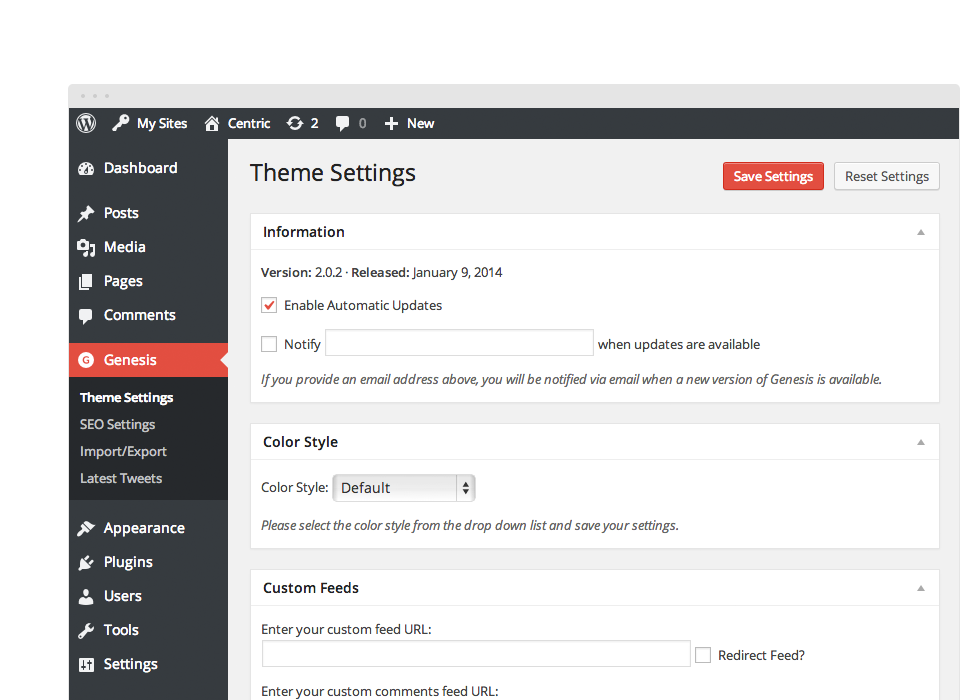 My Sites Centric 2 0 New
Dashboard
Posts
Media
Pages
Comments
G Genesis
Theme Settings
SEO Settings
Import/Export
Latest Tweets
Appearance
Plugins
Users
Tools
Settings
Theme Settings
Save Settings Reset Settings
Information
Version: 2.0.2 · Released: January 9, 2014
Enable Automatic Updates
Notify when updates are available
If you provide an email address above, you will be notified via email when a new version of Genesis is available.
Color Style
Color Style: Default
Please select the color style from the drop down list and save your settings.
Custom Feeds
Enter your custom feed URL:
Redirect Feed?
Enter your custom comments feed URL: